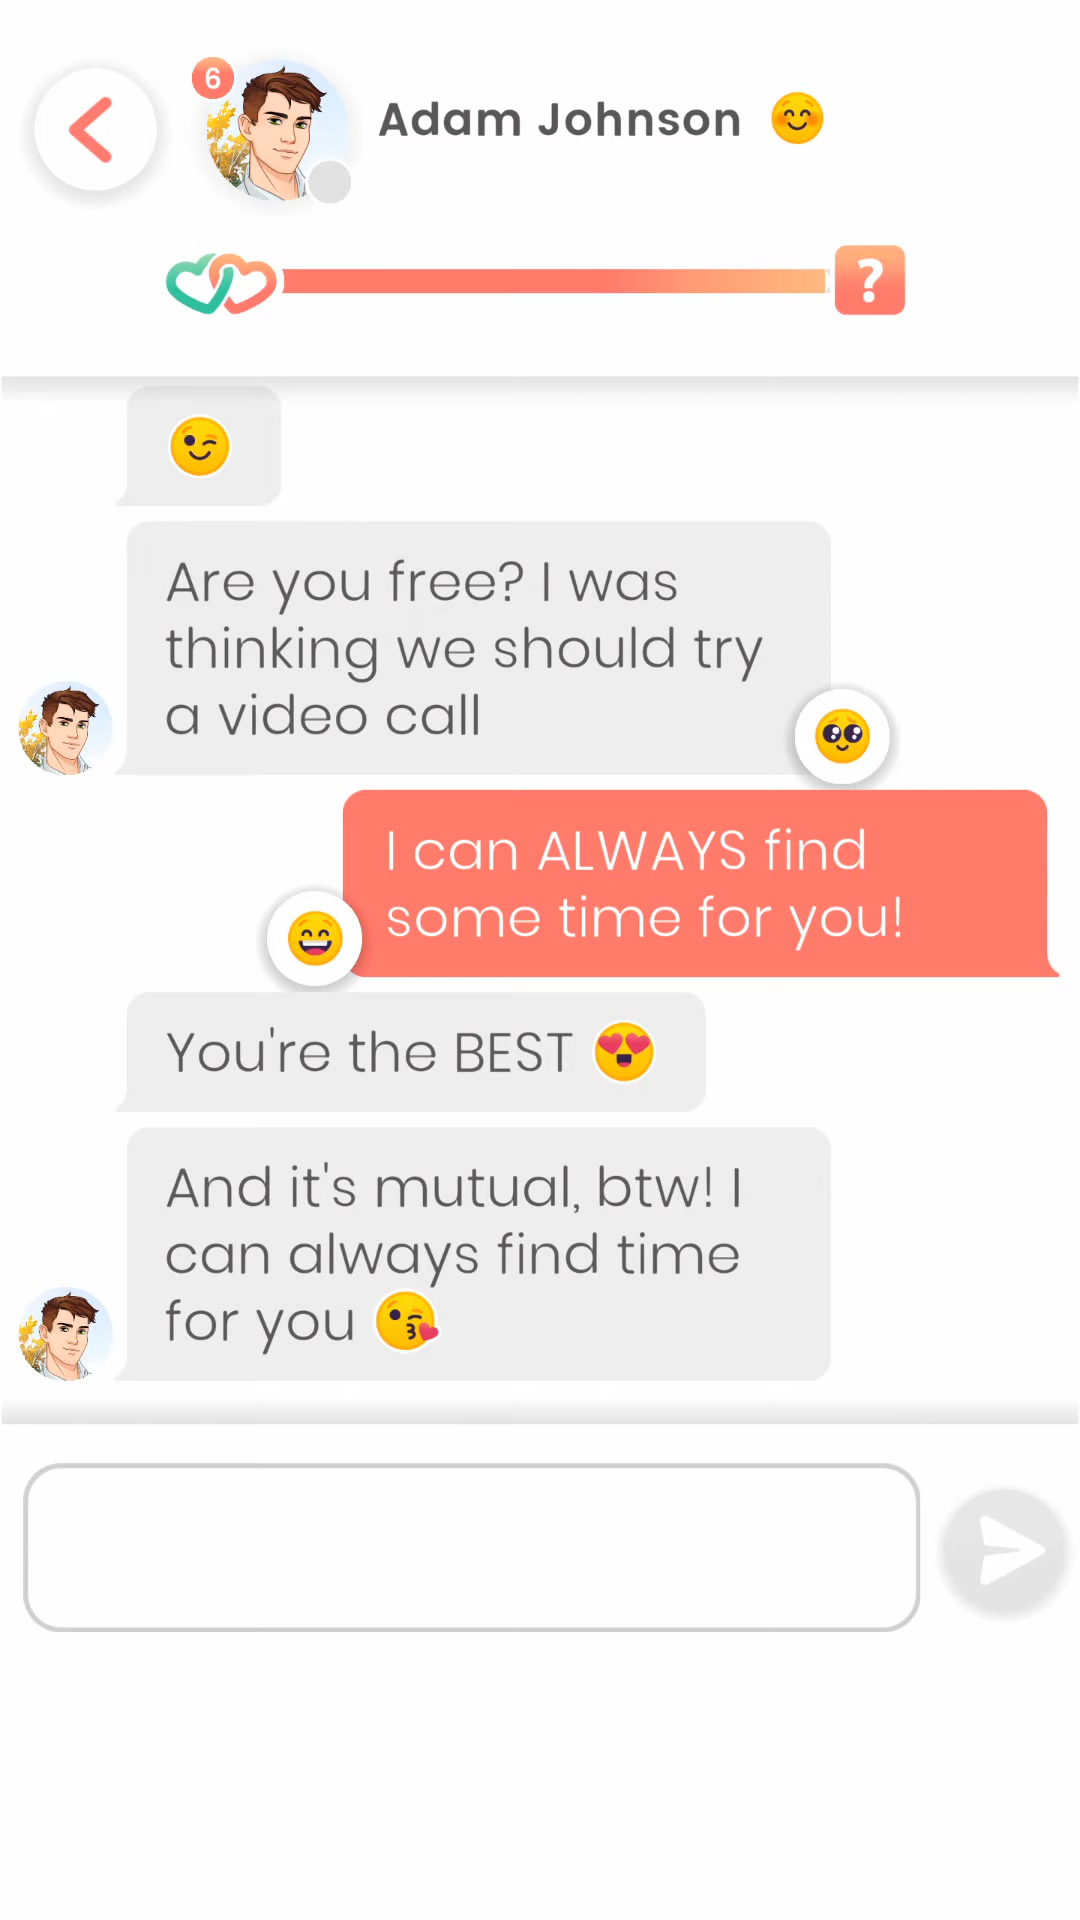 6
Adam Johnson 😊
?
😉
Are you free? I was
thinking we should try
a video call
I can ALWAYS find
some time for you!
You're the BEST 😍
And it's mutual, btw! I
can always find time
for you 😘